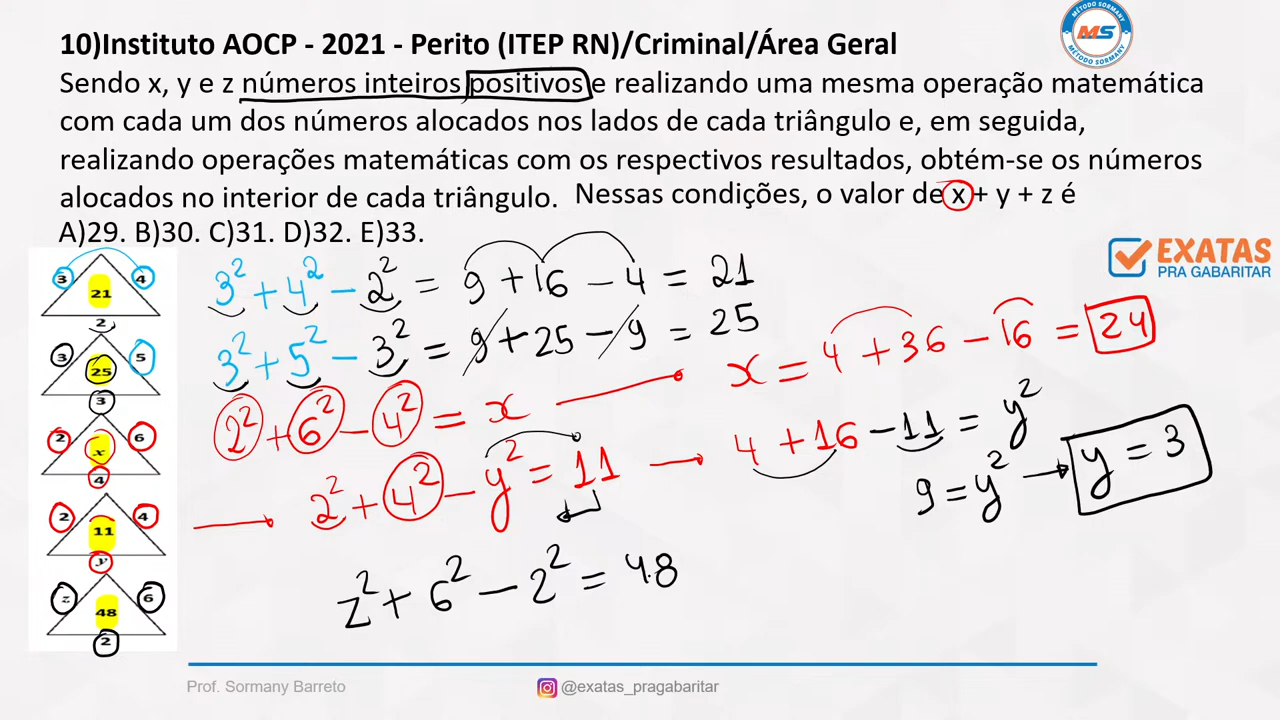 10)Instituto AOCP - 2021 - Perito (ITEP RN)/Criminal/Área Geral
MÉTODO SORMANY
MS
MÉTODO SORMANY
Sendo x, y e z números inteiros positivos e realizando uma mesma operação matemática
com cada um dos números alocados nos lados de cada triângulo e, em seguida,
realizando operações matemáticas com os respectivos resultados, obtém-se os números
alocados no interior de cada triângulo. Nessas condições, o valor de x + y + z é
A)29. B)30. C)31. D)32. E)33.
EXATAS
PRA GABARITAR
3 4
21
2
3² + 4² - 2² = 9 + 16 - 4 = 21
3 5
25
3
3² + 5² - 3² = 9 + 25 - 9 = 25
2 6
x
4
2² + 6² - 4² = x
x = 4 + 36 - 16 = 24
2 4
11
y
2² + 4² - y² = 11
4 + 16 - 11 = y²
9 = y²
y = 3
z 6
48
2
z² + 6² - 2² = 48
Prof. Sormany Barreto
@exatas_pragabaritar